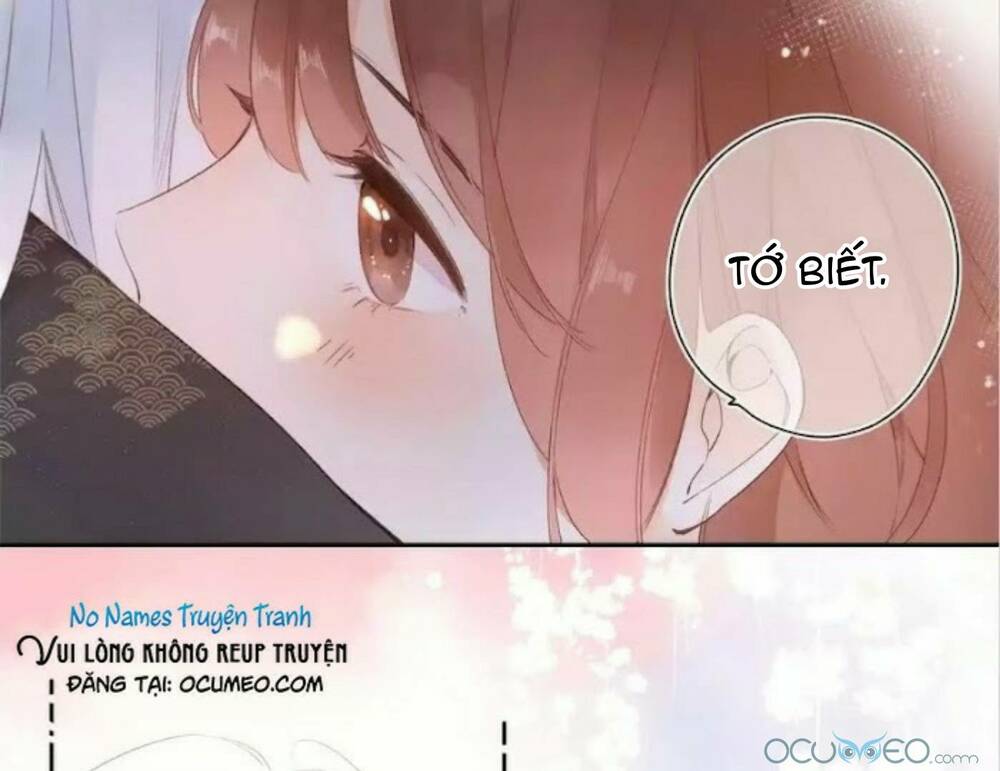 TỚ BIẾT.
No Names Truyện Tranh
VUI LÒNG KHÔNG REUP TRUYỆN
ĐĂNG TẠI: OCUMEO.COM
OCUMEO.com